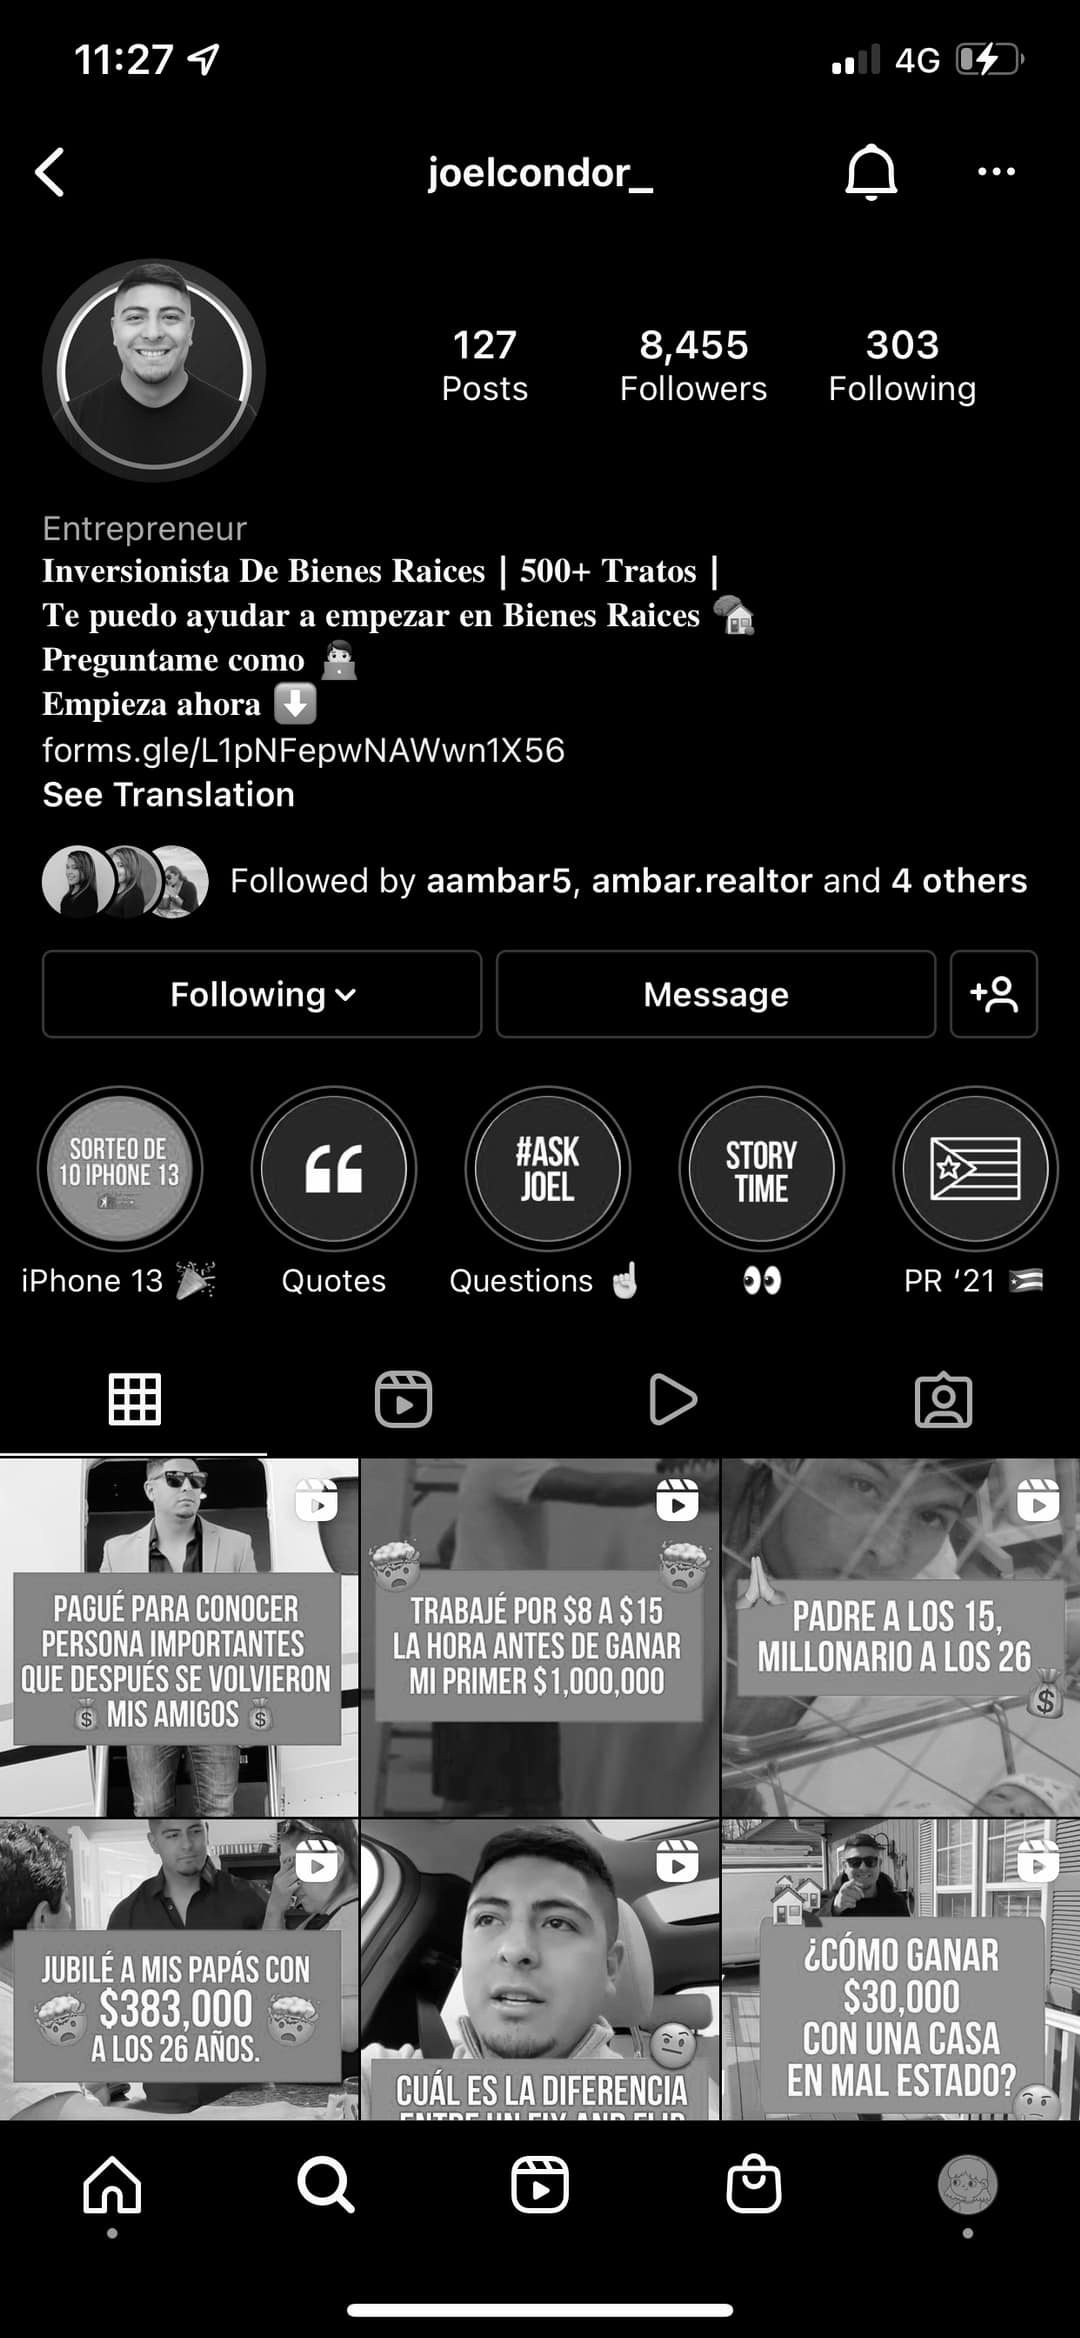 11:27
4G
joelcondor_
127
Posts
8,455
Followers
303
Following
Entrepreneur
Inversionista De Bienes Raices | 500+ Tratos |
Te puedo ayudar a empezar en Bienes Raices
Preguntame como
Empieza ahora
forms.gle/L1pNFepwNAWwn1X56
See Translation
Followed by aambar5, ambar.realtor and 4 others
Following
Message
SORTEO DE
10 IPHONE 13
#ASK
JOEL
STORY
TIME
iPhone 13
Quotes
Questions
PR ‘21
PAGUÉ PARA CONOCER
PERSONA IMPORTANTES
QUE DESPUÉS SE VOLVIERON
MIS AMIGOS
TRABAJÉ POR $8 A $15
LA HORA ANTES DE GANAR
MI PRIMER $1,000,000
PADRE A LOS 15,
MILLONARIO A LOS 26
JUBILÉ A MIS PAPÁS CON
$383,000
A LOS 26 AÑOS.
CUÁL ES LA DIFERENCIA
ENTRE UN FIX AND FLIP
¿CÓMO GANAR
$30,000
CON UNA CASA
EN MAL ESTADO?